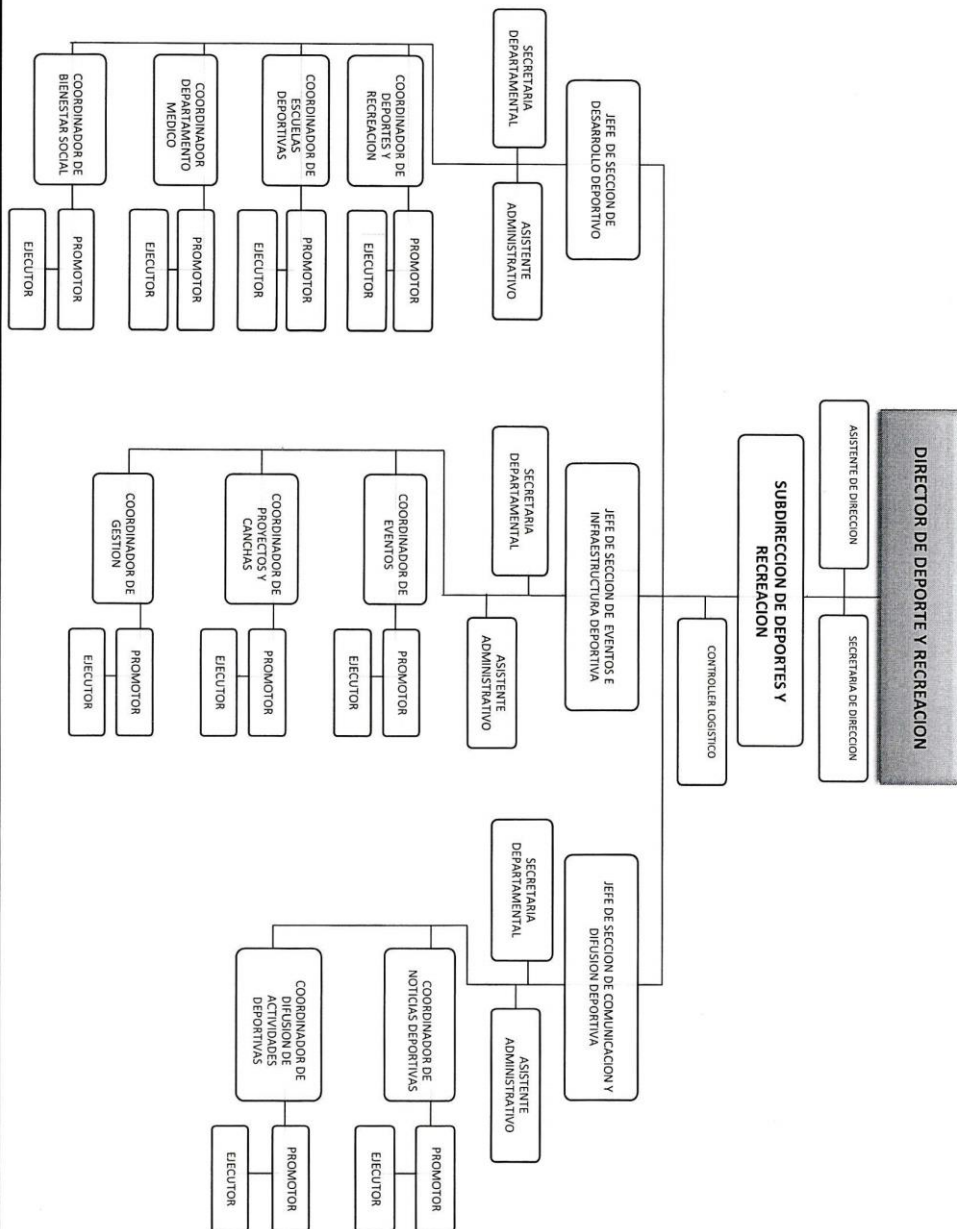 DIRECTOR DE DEPORTE Y RECREACION
ASISTENTE DE DIRECCION
SECRETARIA DE DIRECCION
SUBDIRECCION DE DEPORTES Y
RECREACION
CONTROLLER LOGISTICO
JEFE DE SECCION DE
DESARROLLO DEPORTIVO
SECRETARIA
DEPARTAMENTAL
ASISTENTE
ADMINISTRATIVO
COORDINADOR DE
DEPORTES Y
RECREACION
PROMOTOR
EJECUTOR
COORDINADOR DE
ESCUELAS
DEPORTIVAS
PROMOTOR
EJECUTOR
COORDINADOR
DEPARTAMENTO
MEDICO
PROMOTOR
EJECUTOR
COORDINADOR DE
BIENESTAR SOCIAL
PROMOTOR
EJECUTOR
JEFE DE SECCION DE EVENTOS E
INFRAESTRUCTURA DEPORTIVA
SECRETARIA
DEPARTAMENTAL
ASISTENTE
ADMINISTRATIVO
COORDINADOR DE
EVENTOS
PROMOTOR
EJECUTOR
COORDINADOR DE
PROYECTOS Y
CANCHAS
PROMOTOR
EJECUTOR
COORDINADOR DE
GESTION
PROMOTOR
EJECUTOR
JEFE DE SECCION DE COMUNICACION Y
DIFUSION DEPORTIVA
SECRETARIA
DEPARTAMENTAL
ASISTENTE
ADMINISTRATIVO
COORDINADOR DE
NOTICIAS DEPORTIVAS
PROMOTOR
EJECUTOR
COORDINADOR DE
DIFUSION DE
ACTIVIDADES
DEPORTIVAS
PROMOTOR
EJECUTOR